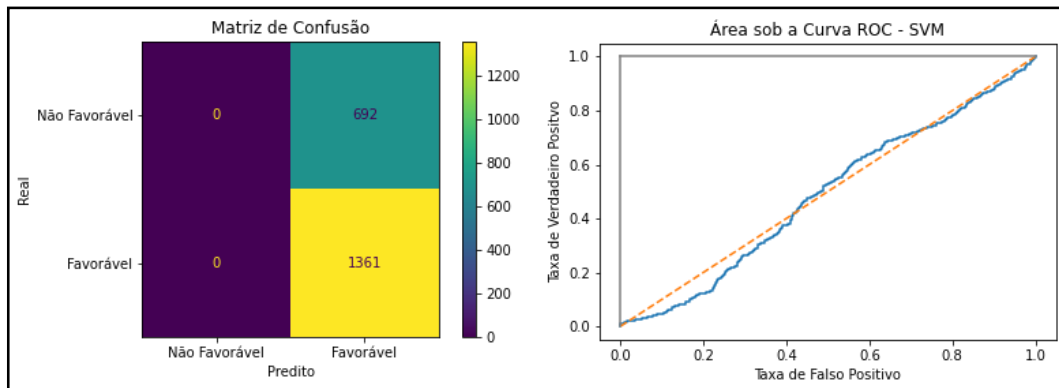 Matriz de Confusão
Não Favorável
Favorável
Real
0
692
0
1361
Não Favorável
Favorável
Predito
1200
1000
800
600
400
200
0
Área sob a Curva ROC - SVM
Taxa de Verdadeiro Positvo
1.0
0.8
0.6
0.4
0.2
0.0
0.0
0.2
0.4
0.6
0.8
1.0
Taxa de Falso Positivo